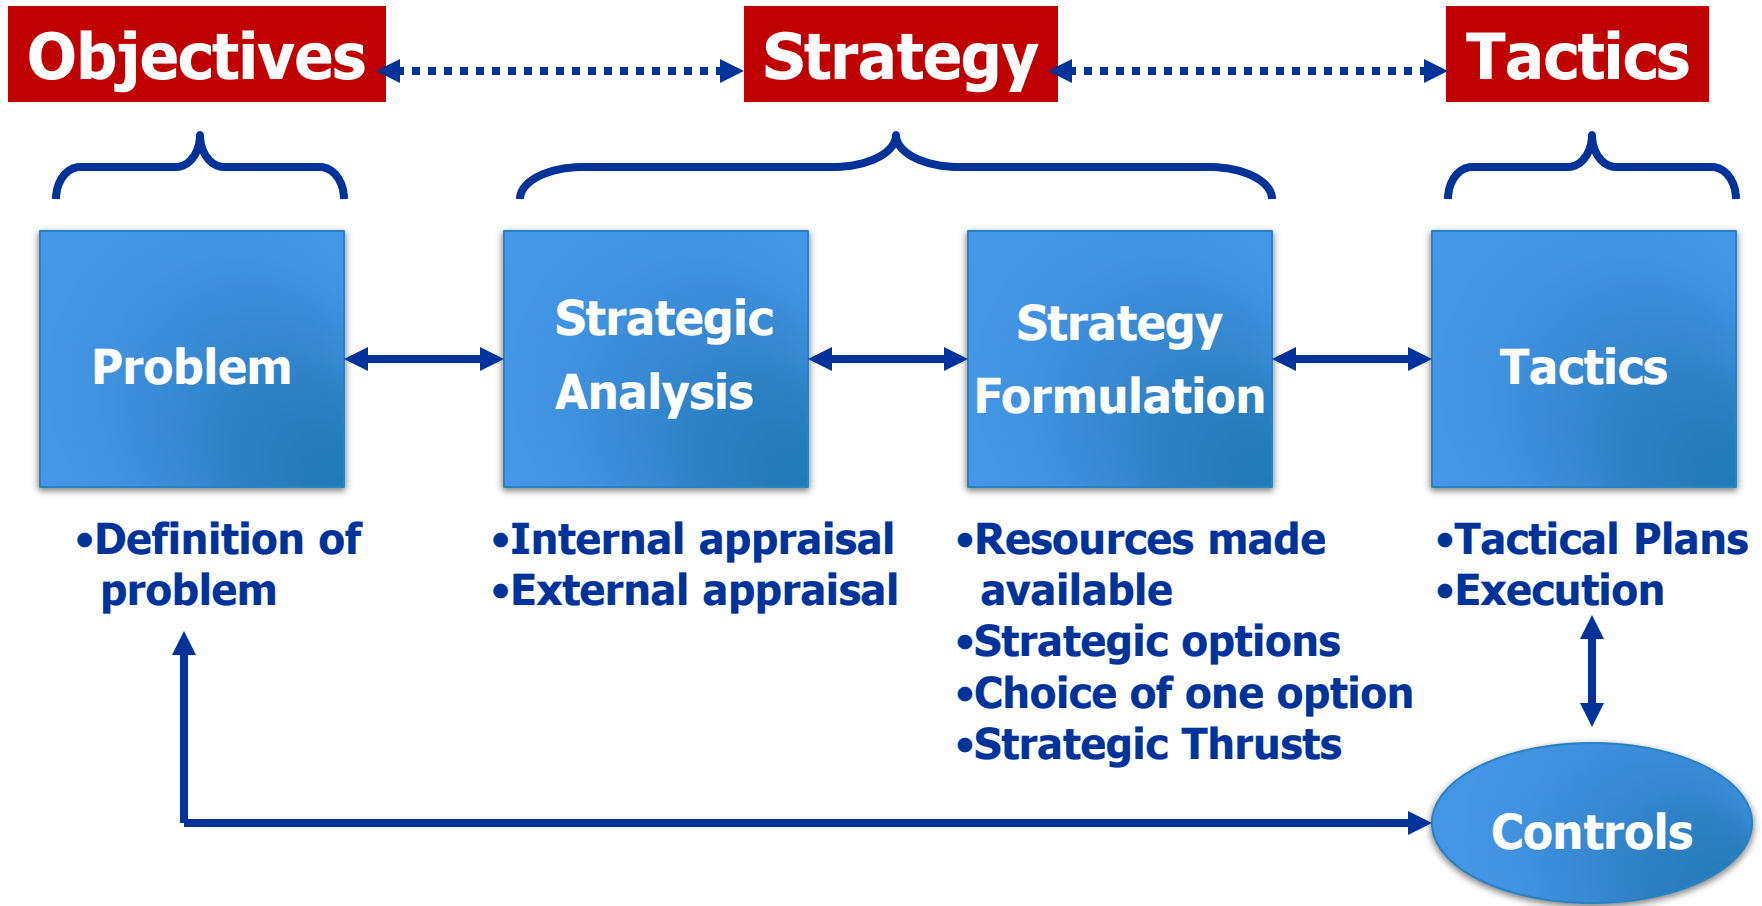 Objectives
Strategy
Tactics
Problem
Strategic
Analysis
Strategy
Formulation
Tactics
•Definition of
problem
•Internal appraisal
•External appraisal
•Resources made
available
•Strategic options
•Choice of one option
•Strategic Thrusts
•Tactical Plans
•Execution
Controls